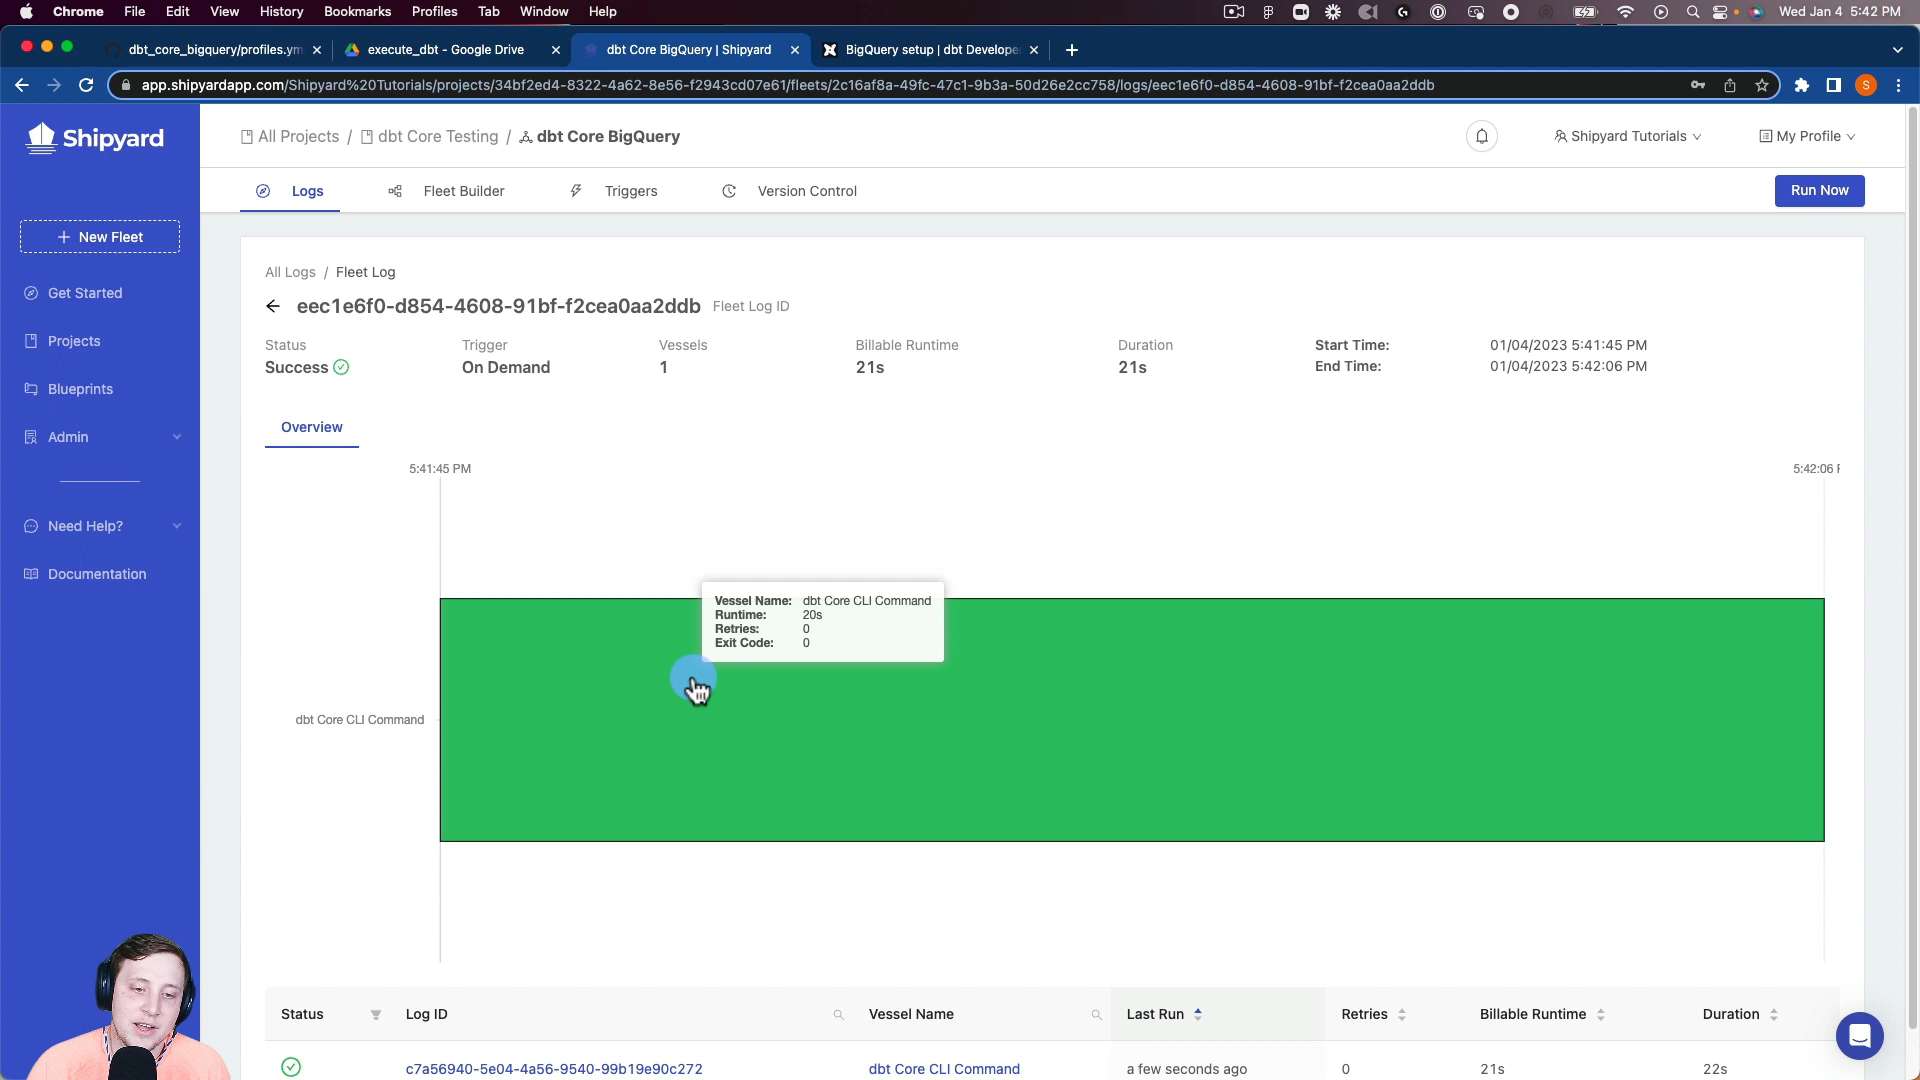 Chrome File Edit View History Bookmarks Profiles Tab Window Help
Wed Jan 4 5:42 PM
dbt_core_bigquery/profiles.ym
execute_dbt - Google Drive
dbt Core BigQuery | Shipyard
BigQuery setup | dbt Develope
app.shipyardapp.com/Shipyard%20Tutorials/projects/34bf2ed4-8322-4a62-8e56-f2943cd07e61/fleets/2c16af8a-49fc-47c1-9b3a-50d26e2cc758/logs/eec1e6f0-d854-4608-91bf-f2cea0aa2ddb
S
Shipyard
All Projects / dbt Core Testing / dbt Core BigQuery
Shipyard Tutorials
My Profile
Logs
Fleet Builder
Triggers
Version Control
Run Now
+ New Fleet
Get Started
Projects
Blueprints
Admin
Need Help?
Documentation
All Logs / Fleet Log
eec1e6f0-d854-4608-91bf-f2cea0aa2ddb Fleet Log ID
Status Trigger Vessels Billable Runtime Duration Start Time: 01/04/2023 5:41:45 PM
Success On Demand 1 21s 21s End Time: 01/04/2023 5:42:06 PM
Overview
5:41:45 PM
5:42:06
Vessel Name: dbt Core CLI Command
Runtime: 20s
Retries: 0
Exit Code: 0
dbt Core CLI Command
Status Log ID Vessel Name Last Run Retries Billable Runtime Duration
c7a56940-5e04-4a56-9540-99b19e90c272 dbt Core CLI Command a few seconds ago 0 21s 22s